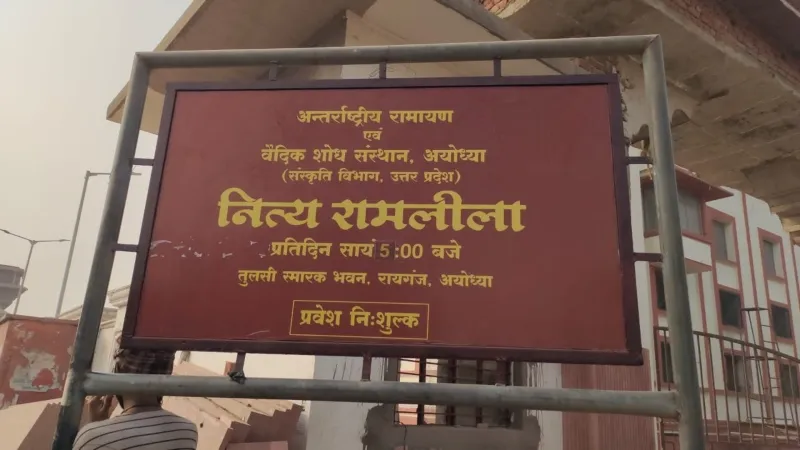 अन्तर्राष्ट्रीय रामायण
एवं
वैदिक शोध संस्थान, अयोध्या
(संस्कृति विभाग, उत्तर प्रदेश)
नित्य रामलीला
प्रतिदिन सायं 5:00 बजे
तुलसी स्मारक भवन, रायगंज, अयोध्या
प्रवेश निःशुल्क